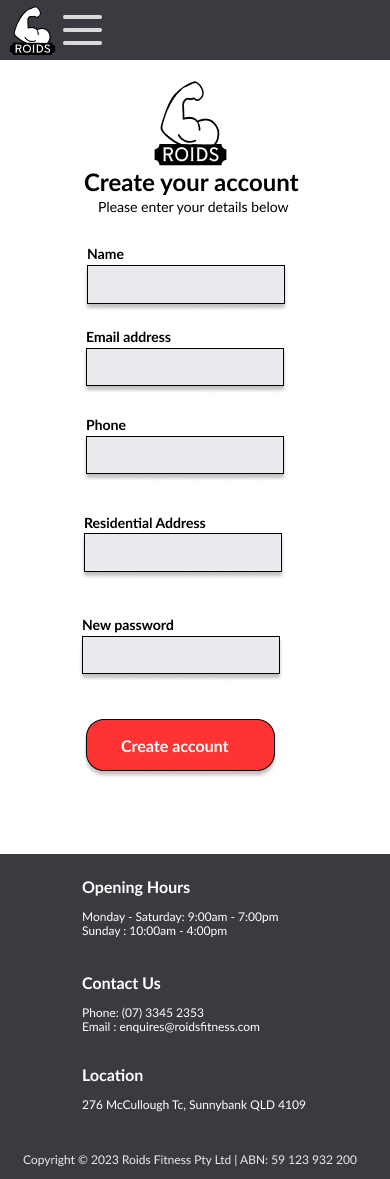 ROIDS
ROIDS
Create your account
Please enter your details below
Name
Email address
Phone
Residential Address
New password
Create account
Opening Hours
Monday - Saturday: 9:00am - 7:00pm
Sunday : 10:00am - 4:00pm
Contact Us
Phone: (07) 3345 2353
Email : enquires@roidsfitness.com
Location
276 McCullough Tc, Sunnybank QLD 4109
Copyright © 2023 Roids Fitness Pty Ltd | ABN: 59 123 932 200